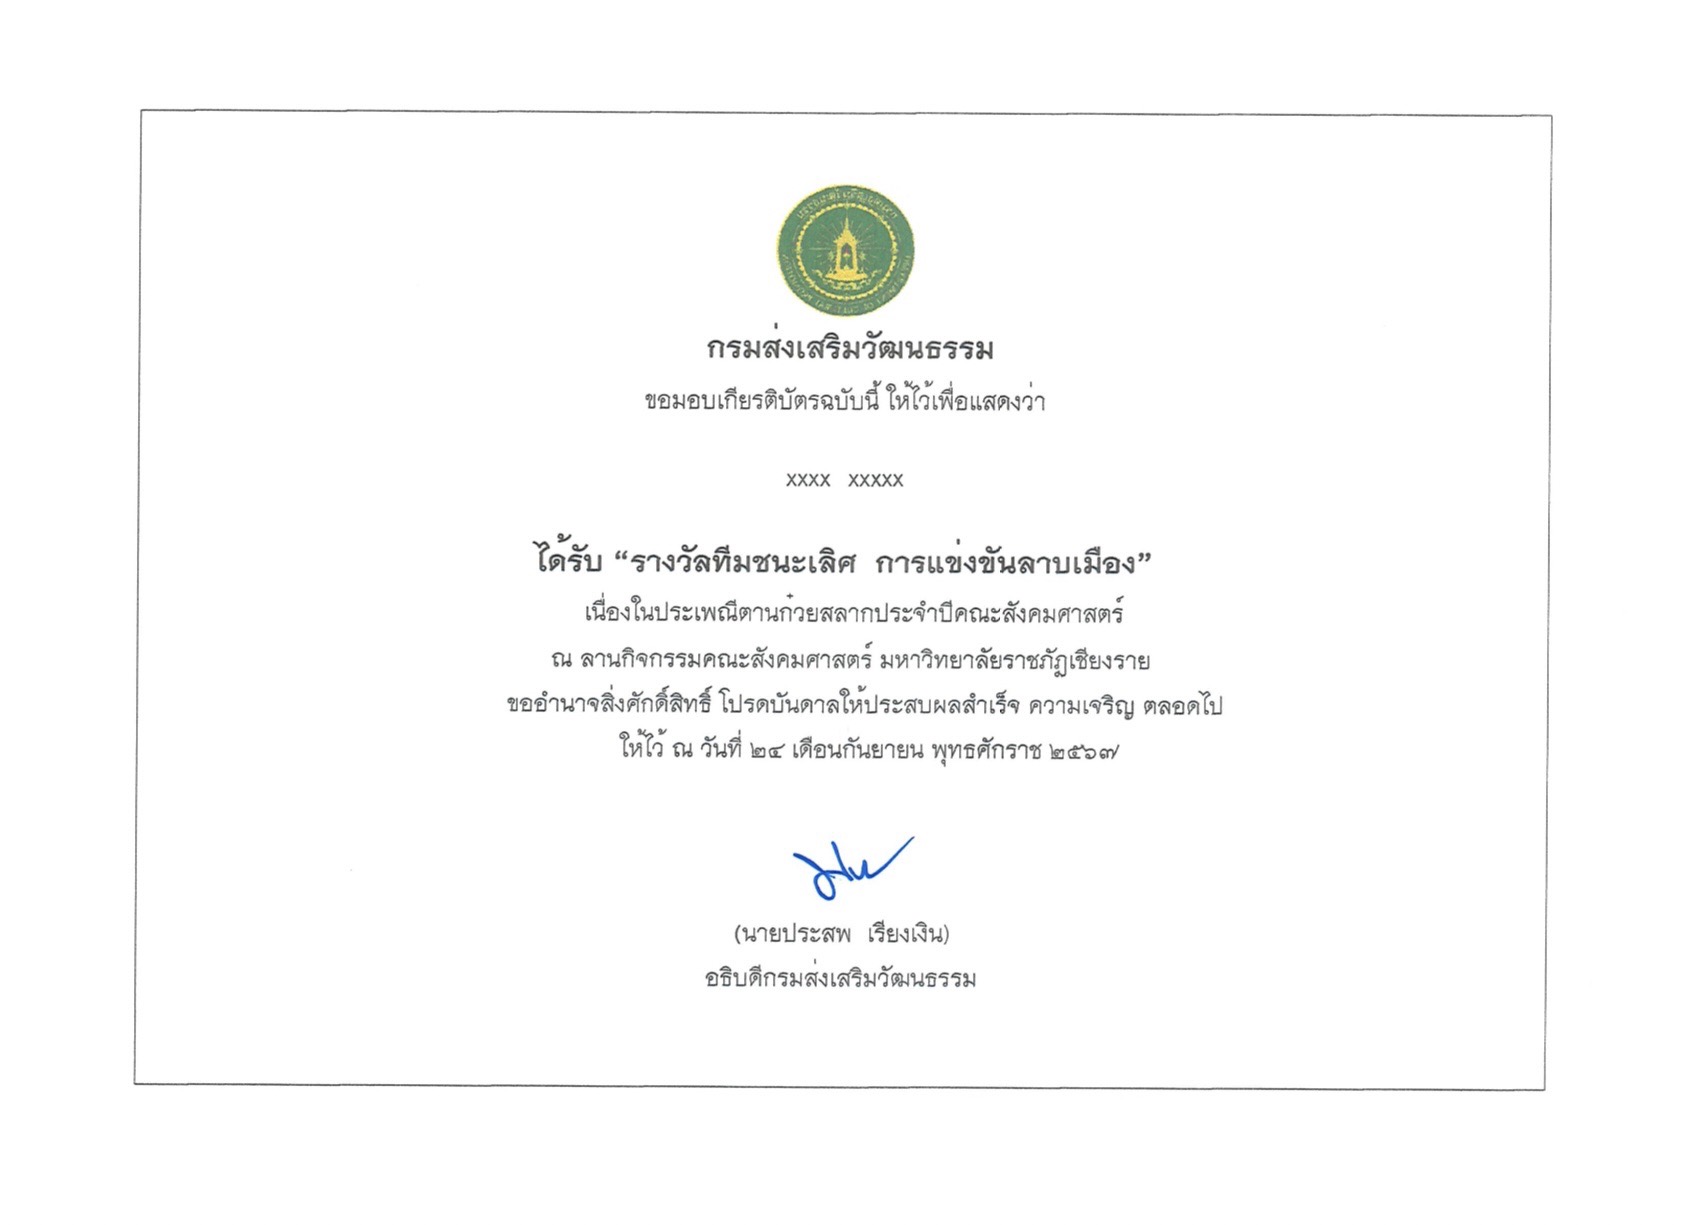 กรมส่งเสริมวัฒนธรรม
ขอมอบเกียรติบัตรฉบับนี้ ให้ไว้เพื่อแสดงว่า
xxxx xxxxx
ได้รับ “รางวัลทีมชนะเลิศ การแข่งขันลาบเมือง”
เนื่องในประเพณีตานก๋วยสลากประจำปีคณะสังคมศาสตร์
ณ ลานกิจกรรมคณะสังคมศาสตร์ มหาวิทยาลัยราชภัฏเชียงราย
ขออำนาจสิ่งศักดิ์สิทธิ์ โปรดบันดาลให้ประสบผลสำเร็จ ความเจริญ ตลอดไป
ให้ไว้ ณ วันที่ ๒๔ เดือนกันยายน พุทธศักราช ๒๕๖๗
(นายประสพ เรียงเงิน)
อธิบดีกรมส่งเสริมวัฒนธรรม